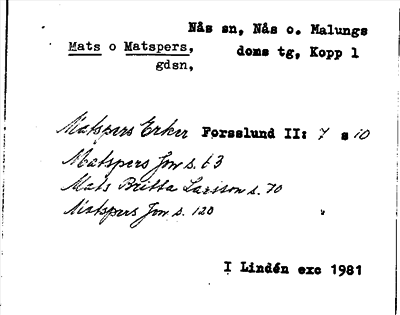 Nås sn, Nås o. Malungs
Mats o Matspers, doms tg, Kopp l
gdsn,
Matspers Erker Forsslund II: 7 s 10
Matspers Jon s. 63
Mats Britta Larsson s. 70
Matspers Jon s. 120 "
I Lindén exc 1981